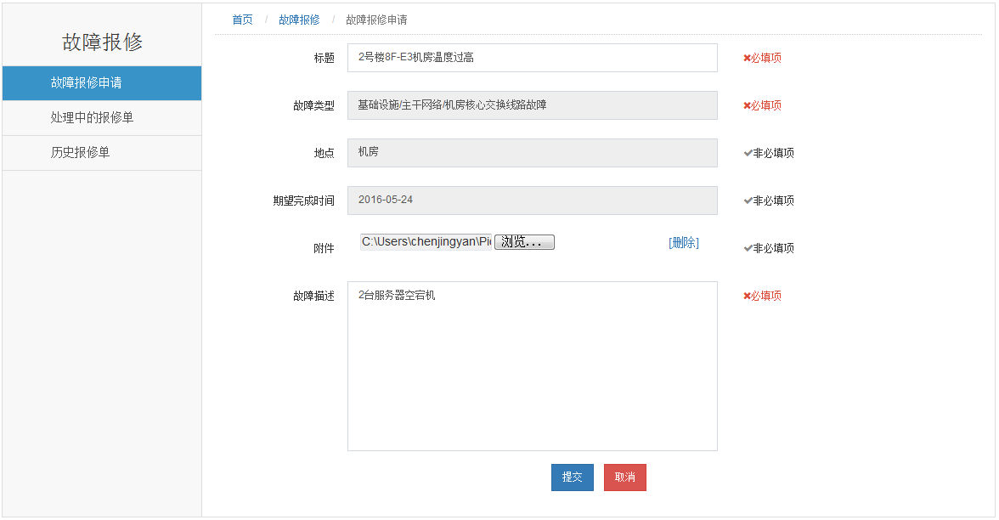 故障报修
故障报修申请
处理中的报修单
历史报修单
首页 / 故障报修 / 故障报修申请
标题 2号楼8F-E3机房温度过高 必填项
故障类型 基础设施/主干网络/机房核心交换线路故障 必填项
地点 机房 非必填项
期望完成时间 2016-05-24 非必填项
附件 C:\Users\chenjingyan\Pi 浏览... [删除] 非必填项
故障描述 2台服务器空宕机 必填项
提交 取消